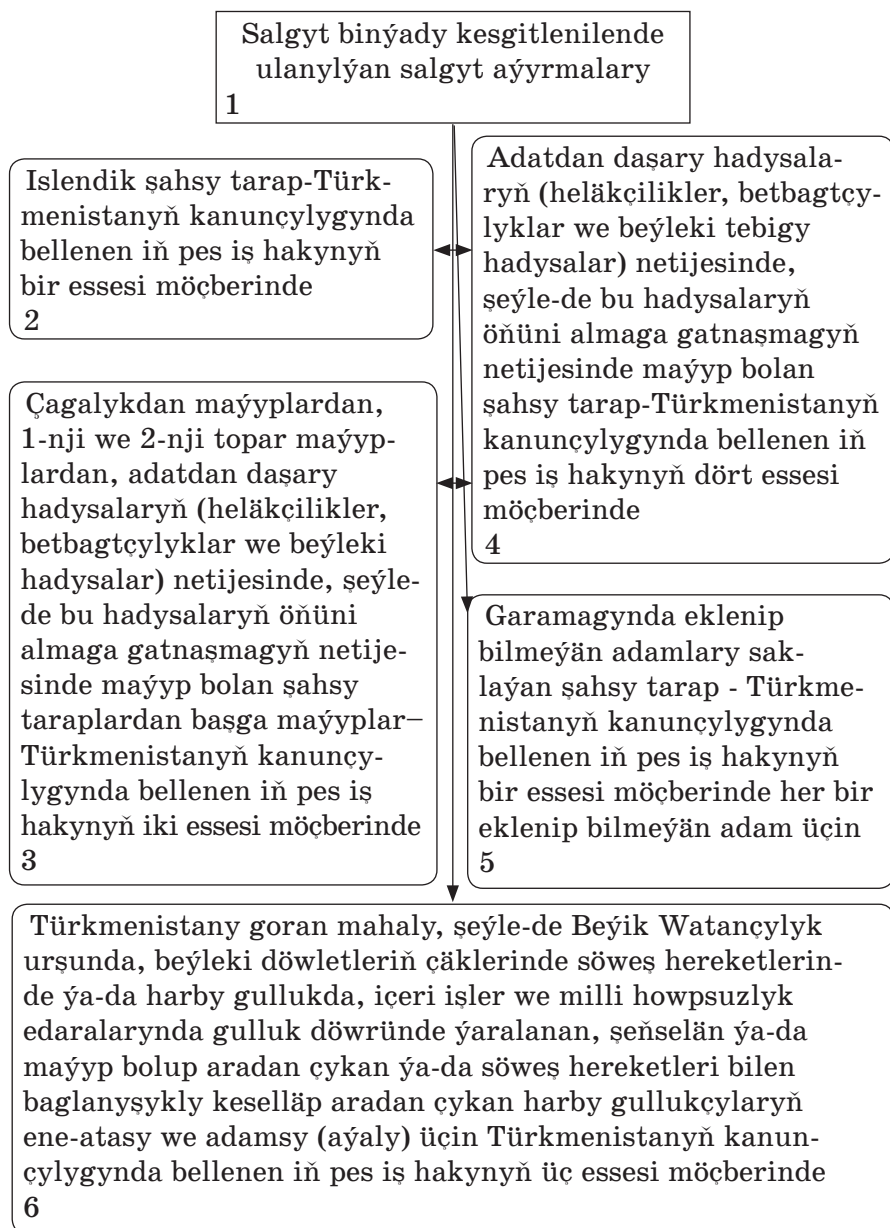 Salgyt binýady kesgitlenilende
ulanylýan salgyt aýyrmalary
1
Islendik şahsy tarap-Türk-
menistanyň kanunçylygynda
bellenen iň pes iş hakynyň
bir essesi möçberinde
2
Çagalykdan maýyplardan,
1-nji we 2-nji topar maýyp-
lardan, adatdan daşary
hadysalaryň (heläkçilikler,
betbagtçylyklar we beýleki
hadysalar) netijesinde, şeýle-
de bu hadysalaryň öňüni
almaga gatnaşmagyň netije-
sinde maýyp bolan şahsy
taraplardan başga maýyplar–
Türkmenistanyň kanunçy-
lygynda bellenen iň pes iş
hakynyň iki essesi möçberinde
3
Adatdan daşary hadysala-
ryň (heläkçilikler, betbagtçy-
lyklar we beýleki tebigy
hadysalar) netijesinde,
şeýle-de bu hadysalaryň
öňüni almaga gatnaşmagyň
netijesinde maýyp bolan
şahsy tarap-Türkmenistanyň
kanunçylygynda bellenen iň
pes iş hakynyň dört essesi
möçberinde
4
Garamagynda eklenip
bilmeýän adamlary sak-
laýan şahsy tarap - Türkme-
nistanyň kanunçylygynda
bellenen iň pes iş hakynyň
bir essesi möçberinde her bir
eklenip bilmeýän adam üçin
5
Türkmenistany goran mahaly, şeýle-de Beýik Watançylyk
urşunda, beýleki döwletleriň çäklerinde söweş hereketlerin-
de ýa-da harby gullukda, içeri işler we milli howpsuzlyk
edaralarynda gulluk döwründe ýaralanan, şeňselän ýa-da
maýyp bolup aradan çykan ýa-da söweş hereketleri bilen
baglanyşykly keselläp aradan çykan harby gullukçylaryň
ene-atasy we adamsy (aýaly) üçin Türkmenistanyň kanun-
çylygynda bellenen iň pes iş hakynyň üç essesi möçberinde
6